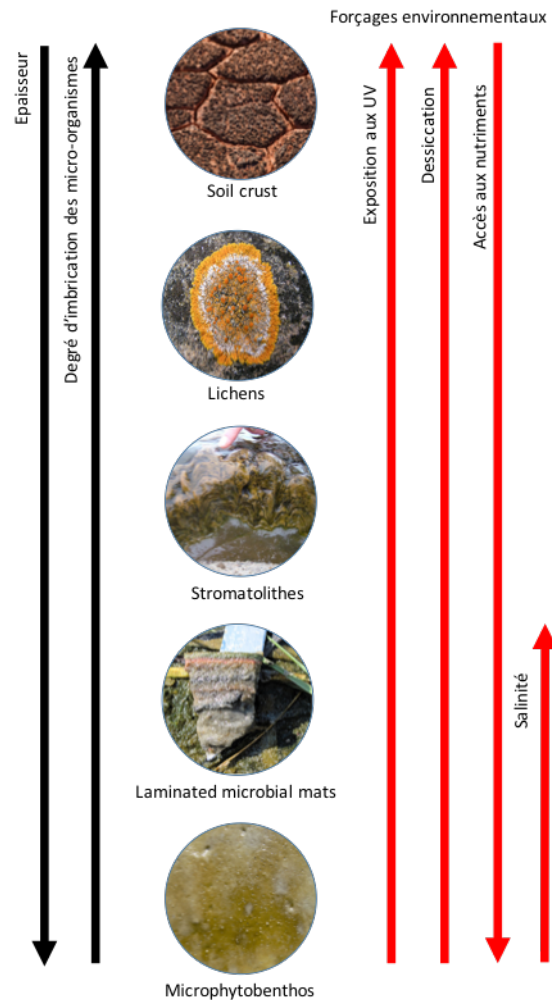 Forçages environnementaux
Epaisseur
Degré d'imbrication des micro-organismes
Exposition aux UV
Dessiccation
Accès aux nutriments
Soil crust
Lichens
Stromatolithes
Salinité
Laminated microbial mats
Microphytobenthos